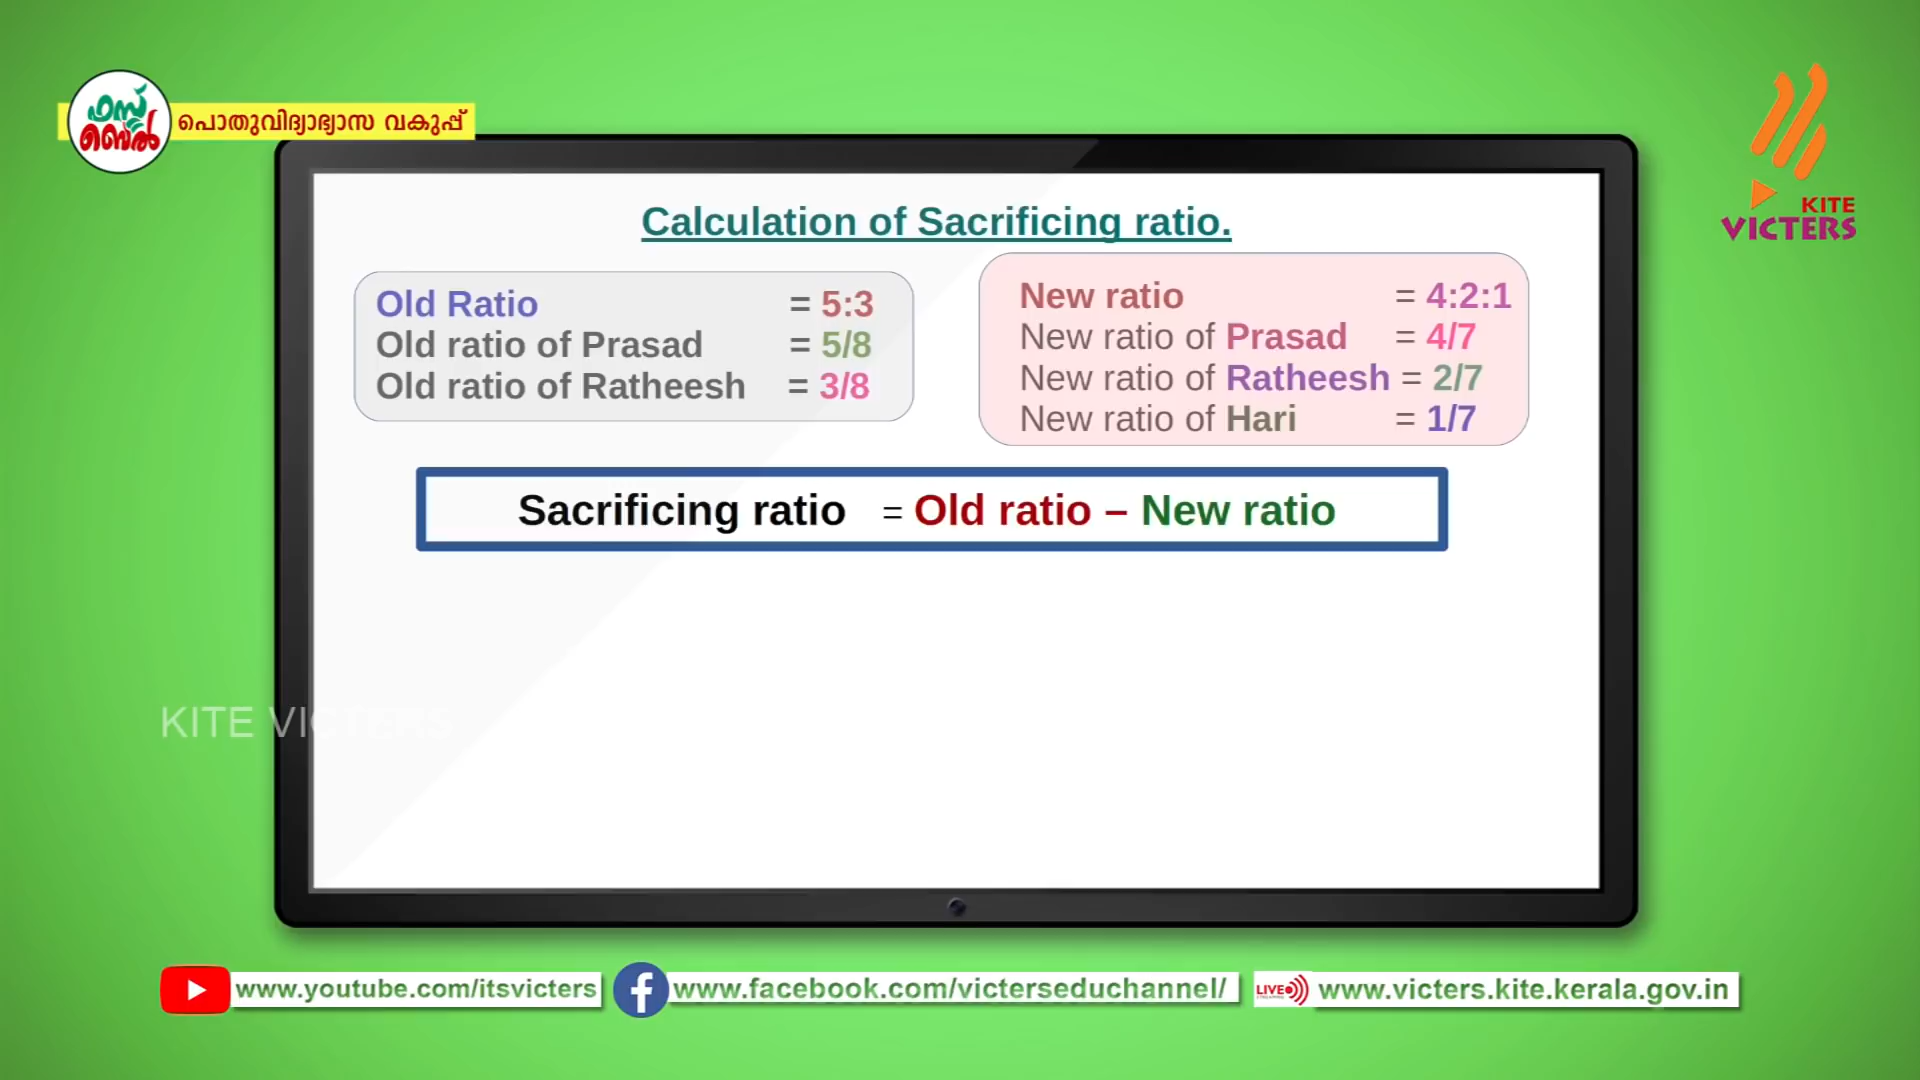 ഫസ്റ്റ്
ബെൽ
പൊതുവിദ്യാഭ്യാസ വകുപ്പ്
KITE
VICTERS
Calculation of Sacrificing ratio.
Old Ratio = 5:3
Old ratio of Prasad = 5/8
Old ratio of Ratheesh = 3/8
New ratio = 4:2:1
New ratio of Prasad = 4/7
New ratio of Ratheesh = 2/7
New ratio of Hari = 1/7
Sacrificing ratio = Old ratio – New ratio
KITE VICTERS
www.youtube.com/itsvicters
www.facebook.com/victerseduchannel/
LIVE
www.victers.kite.kerala.gov.in